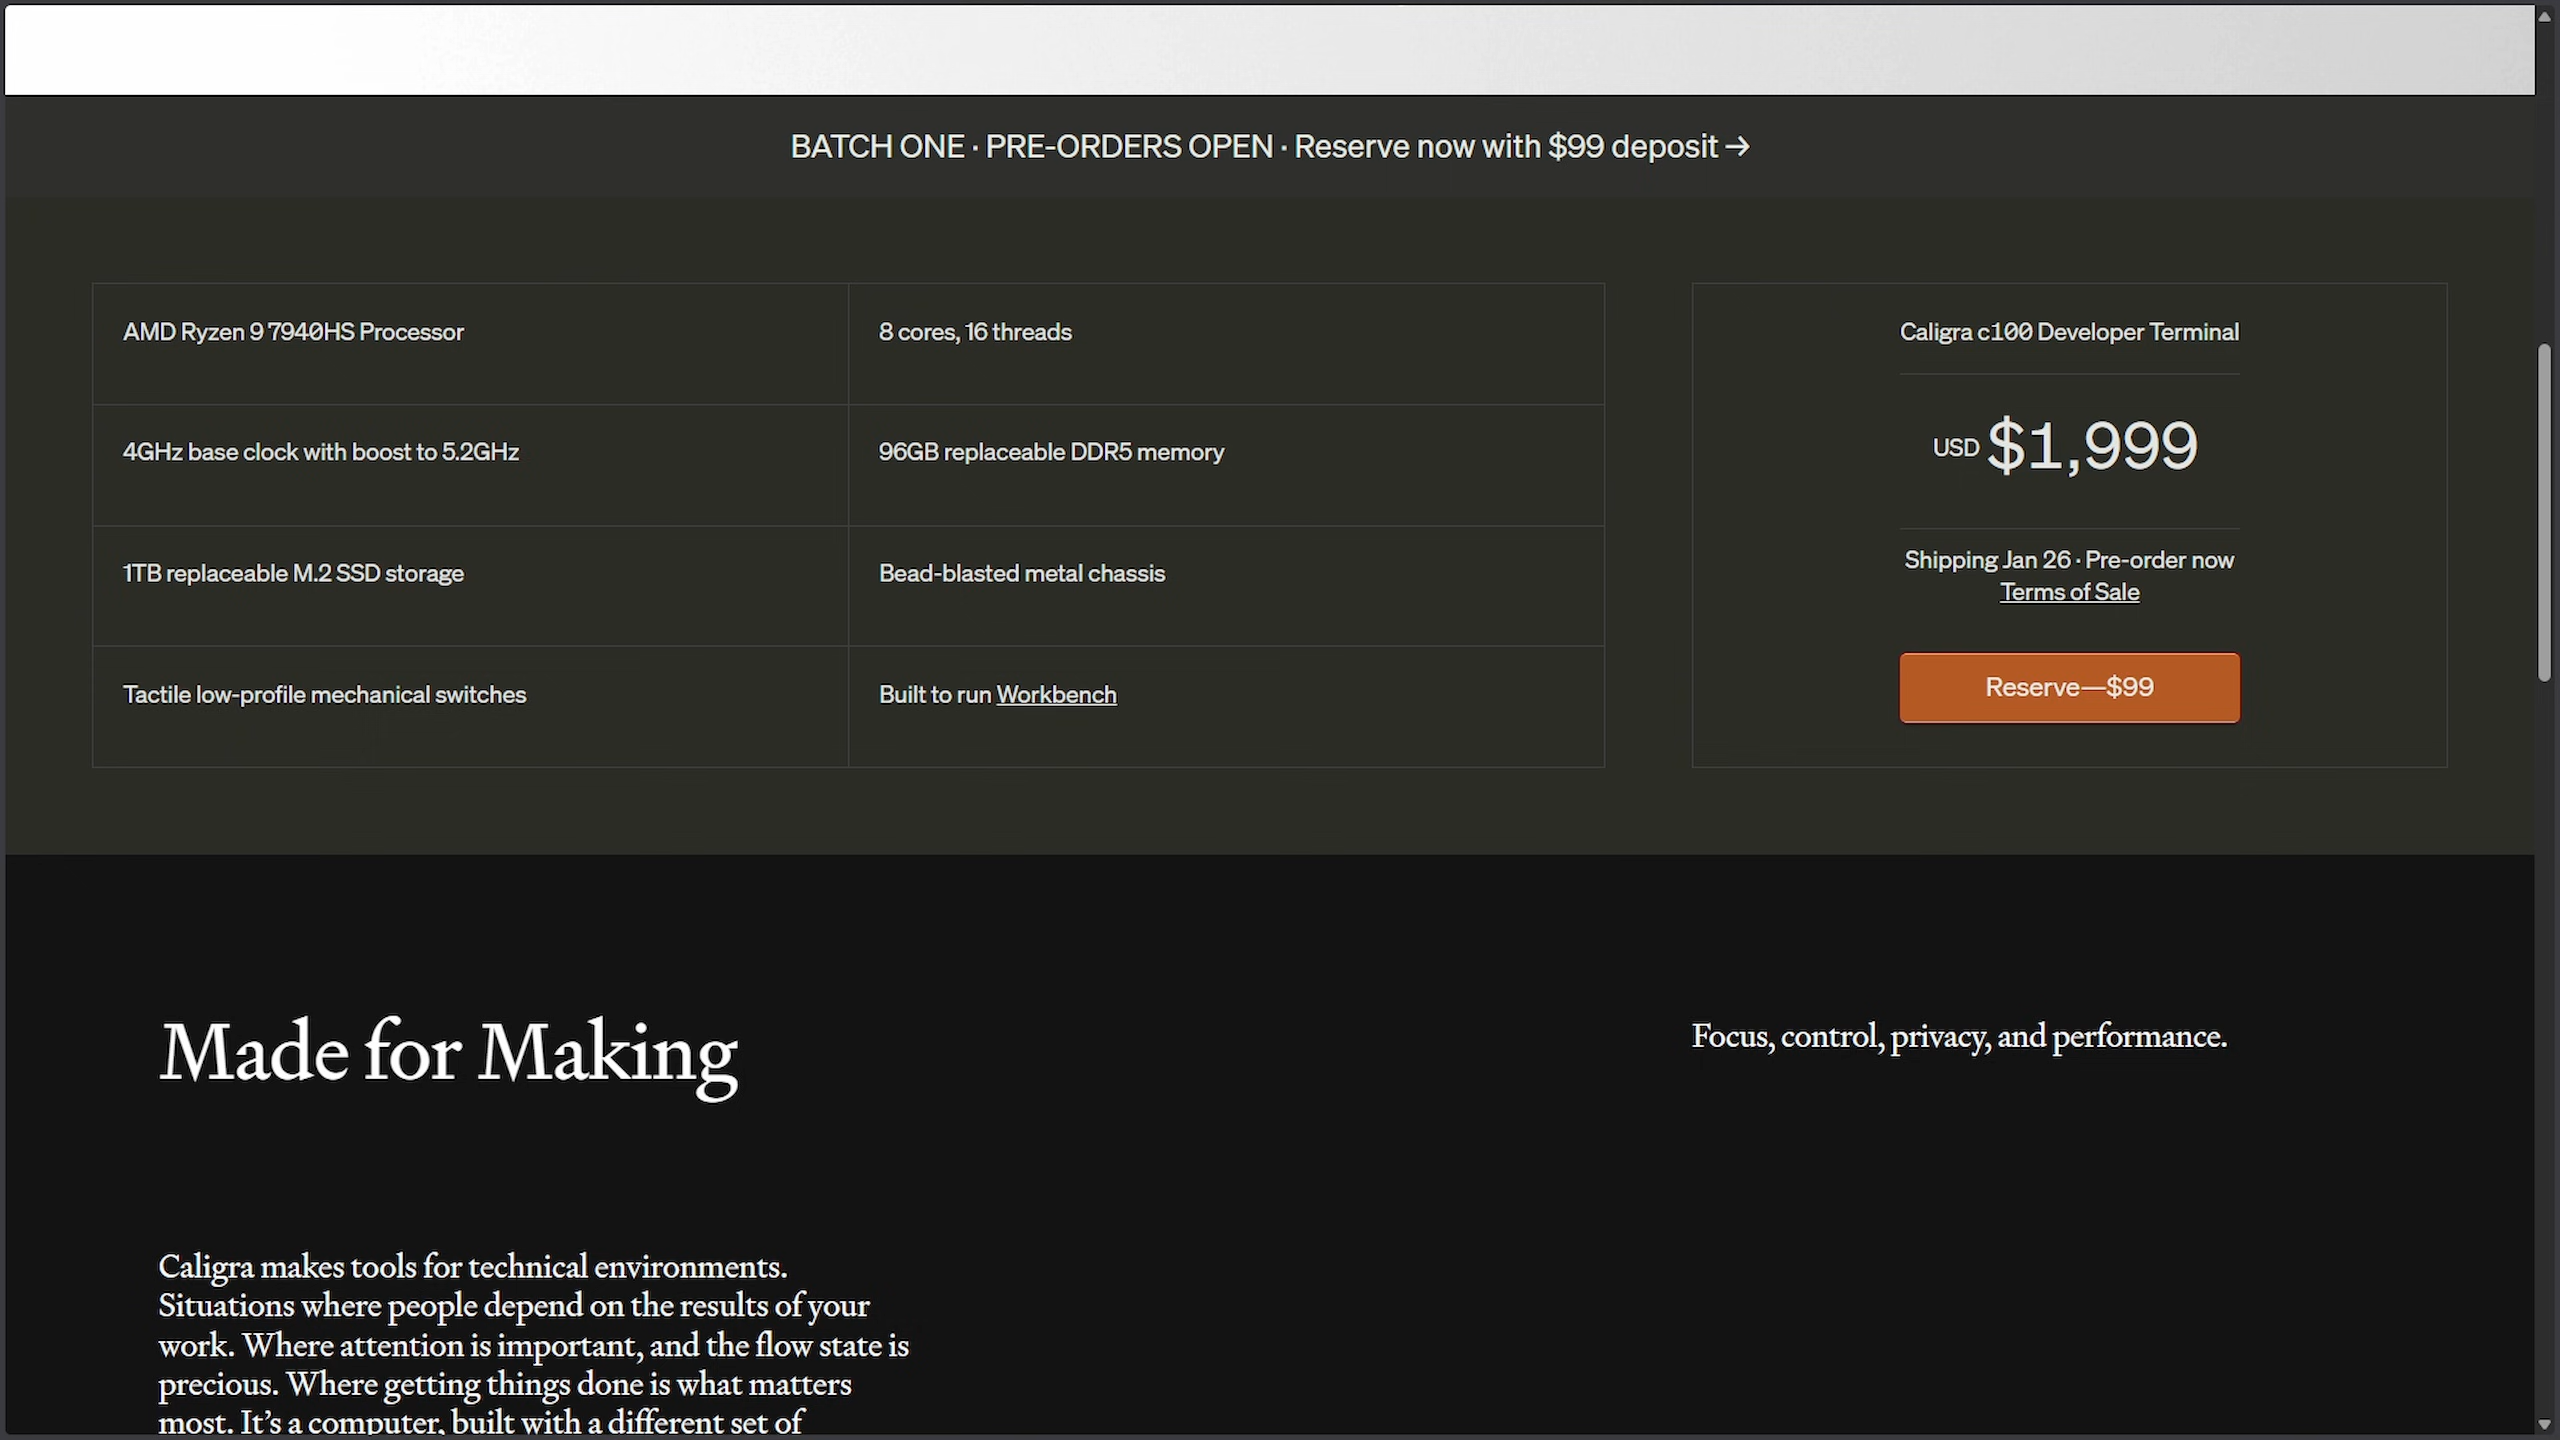 BATCH ONE · PRE-ORDERS OPEN · Reserve now with $99 deposit →
AMD Ryzen 9 7940HS Processor
8 cores, 16 threads
4GHz base clock with boost to 5.2GHz
96GB replaceable DDR5 memory
1TB replaceable M.2 SSD storage
Bead-blasted metal chassis
Tactile low-profile mechanical switches
Built to run Workbench
Caligra c100 Developer Terminal
USD $1,999
Shipping Jan 26 · Pre-order now
Terms of Sale
Reserve—$99
Made for Making
Focus, control, privacy, and performance.
Caligra makes tools for technical environments.
Situations where people depend on the results of your
work. Where attention is important, and the flow state is
precious. Where getting things done is what matters
most. It’s a computer, built with a different set of